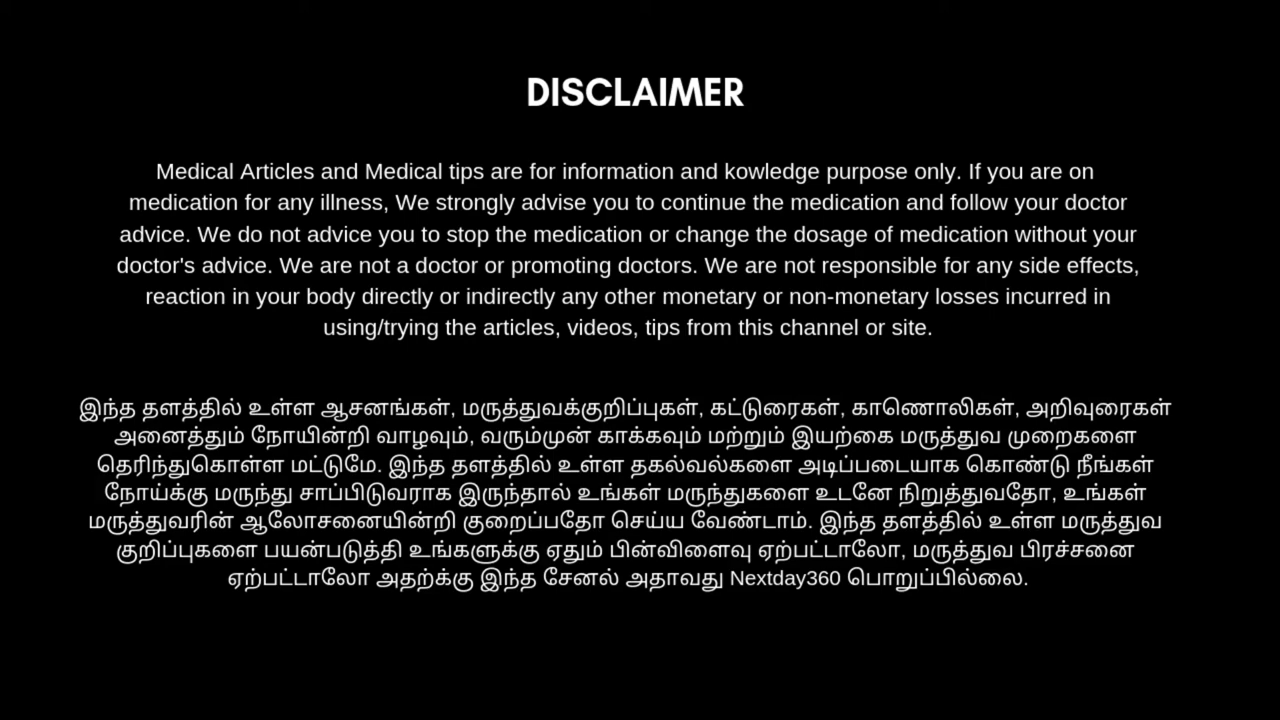 DISCLAIMER
Medical Articles and Medical tips are for information and kowledge purpose only. If you are on
medication for any illness, We strongly advise you to continue the medication and follow your doctor
advice. We do not advice you to stop the medication or change the dosage of medication without your
doctor's advice. We are not a doctor or promoting doctors. We are not responsible for any side effects,
reaction in your body directly or indirectly any other monetary or non-monetary losses incurred in
using/trying the articles, videos, tips from this channel or site.
இந்த தளத்தில் உள்ள ஆசனங்கள், மருத்துவக்குறிப்புகள், கட்டுரைகள், காணொலிகள், அறிவுரைகள்
அனைத்தும் நோயின்றி வாழவும், வரும்முன் காக்கவும் மற்றும் இயற்கை மருத்துவ முறைகளை
தெரிந்துகொள்ள மட்டுமே. இந்த தளத்தில் உள்ள தகல்வல்களை அடிப்படையாக கொண்டு நீங்கள்
நோய்க்கு மருந்து சாப்பிடுவராக இருந்தால் உங்கள் மருந்துகளை உடனே நிறுத்துவதோ, உங்கள்
மருத்துவரின் ஆலோசனையின்றி குறைப்பதோ செய்ய வேண்டாம். இந்த தளத்தில் உள்ள மருத்துவ
குறிப்புகளை பயன்படுத்தி உங்களுக்கு ஏதும் பின்விளைவு ஏற்பட்டாலோ, மருத்துவ பிரச்சனை
ஏற்பட்டாலோ அதற்க்கு இந்த சேனல் அதாவது Nextday360 பொறுப்பில்லை.